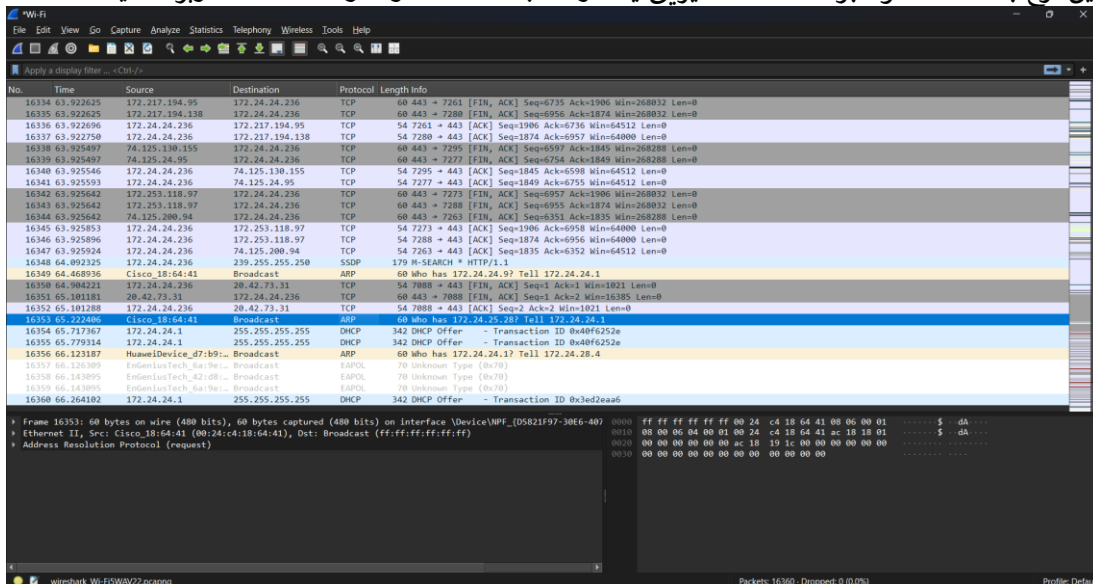 *Wi-Fi
File Edit View Go Capture Analyze Statistics Telephony Wireless Tools Help
Apply a display filter ... <Ctrl-/>
No. Time Source Destination Protocol Length Info
16334 63.922625 172.217.194.95 172.24.24.236 TCP 60 443 → 7261 [FIN, ACK] Seq=6735 Ack=1906 Win=268032 Len=0
16335 63.922625 172.217.194.138 172.24.24.236 TCP 60 443 → 7280 [FIN, ACK] Seq=6956 Ack=1874 Win=268032 Len=0
16336 63.922696 172.24.24.236 172.217.194.95 TCP 54 7261 → 443 [ACK] Seq=1906 Ack=6736 Win=64512 Len=0
16337 63.922750 172.24.24.236 172.217.194.138 TCP 54 7280 → 443 [ACK] Seq=1874 Ack=6957 Win=64000 Len=0
16338 63.925497 74.125.130.155 172.24.24.236 TCP 60 443 → 7295 [FIN, ACK] Seq=6597 Ack=1845 Win=268288 Len=0
16339 63.925497 74.125.24.95 172.24.24.236 TCP 60 443 → 7277 [FIN, ACK] Seq=6754 Ack=1849 Win=268288 Len=0
16340 63.925546 172.24.24.236 74.125.130.155 TCP 54 7295 → 443 [ACK] Seq=1845 Ack=6598 Win=64512 Len=0
16341 63.925593 172.24.24.236 74.125.24.95 TCP 54 7277 → 443 [ACK] Seq=1849 Ack=6755 Win=64512 Len=0
16342 63.925642 172.253.118.97 172.24.24.236 TCP 60 443 → 7273 [FIN, ACK] Seq=6957 Ack=1906 Win=268032 Len=0
16343 63.925642 172.253.118.97 172.24.24.236 TCP 60 443 → 7288 [FIN, ACK] Seq=6955 Ack=1874 Win=268032 Len=0
16344 63.925642 74.125.200.94 172.24.24.236 TCP 60 443 → 7263 [FIN, ACK] Seq=6351 Ack=1835 Win=268288 Len=0
16345 63.925853 172.24.24.236 172.253.118.97 TCP 54 7273 → 443 [ACK] Seq=1906 Ack=6958 Win=64000 Len=0
16346 63.925896 172.24.24.236 172.253.118.97 TCP 54 7288 → 443 [ACK] Seq=1874 Ack=6956 Win=64000 Len=0
16347 63.925924 172.24.24.236 74.125.200.94 TCP 54 7263 → 443 [ACK] Seq=1835 Ack=6352 Win=64512 Len=0
16348 64.092325 172.24.24.236 239.255.255.250 SSDP 179 M-SEARCH * HTTP/1.1
16349 64.468936 Cisco_18:64:41 Broadcast ARP 60 Who has 172.24.24.9? Tell 172.24.24.1
16350 64.904221 172.24.24.236 20.42.73.31 TCP 54 7088 → 443 [FIN, ACK] Seq=1 Ack=1 Win=1021 Len=0
16351 65.101181 20.42.73.31 172.24.24.236 TCP 60 443 → 7088 [FIN, ACK] Seq=1 Ack=2 Win=16385 Len=0
16352 65.101288 172.24.24.236 20.42.73.31 TCP 54 7088 → 443 [ACK] Seq=2 Ack=2 Win=1021 Len=0
16353 65.222406 Cisco_18:64:41 Broadcast ARP 60 Who has 172.24.25.28? Tell 172.24.24.1
16354 65.717367 172.24.24.1 255.255.255.255 DHCP 342 DHCP Offer - Transaction ID 0x40f6252e
16355 65.779314 172.24.24.1 255.255.255.255 DHCP 342 DHCP Offer - Transaction ID 0x40f6252e
16356 66.123187 HuaweiDevice_d7:b9:… Broadcast ARP 60 Who has 172.24.24.1? Tell 172.24.28.4
16357 66.126309 EnGeniusTech_6a:9e:… Broadcast EAPOL 70 Unknown Type (0x70)
16358 66.143095 EnGeniusTech_42:d8:… Broadcast EAPOL 70 Unknown Type (0x70)
16359 66.143095 EnGeniusTech_6a:9e:… Broadcast EAPOL 70 Unknown Type (0x70)
16360 66.264102 172.24.24.1 255.255.255.255 DHCP 342 DHCP Offer - Transaction ID 0x3ed2eaa6
Frame 16353: 60 bytes on wire (480 bits), 60 bytes captured (480 bits) on interface \Device\NPF_{D5821F97-30E6-407
Ethernet II, Src: Cisco_18:64:41 (00:24:c4:18:64:41), Dst: Broadcast (ff:ff:ff:ff:ff:ff)
Address Resolution Protocol (request)
0000 ff ff ff ff ff ff 00 24 c4 18 64 41 08 06 00 01 ·······$ ··dA····
0010 08 00 06 04 00 01 00 24 c4 18 64 41 ac 18 18 01 ·······$ ··dA····
0020 00 00 00 00 00 00 ac 18 19 1c 00 00 00 00 00 00 ········ ········
0030 00 00 00 00 00 00 00 00 00 00 00 00 ········ ····
wireshark_Wi-Fi5WAV22.pcapng
Packets: 16360 · Dropped: 0 (0.0%)
Profile: Defau